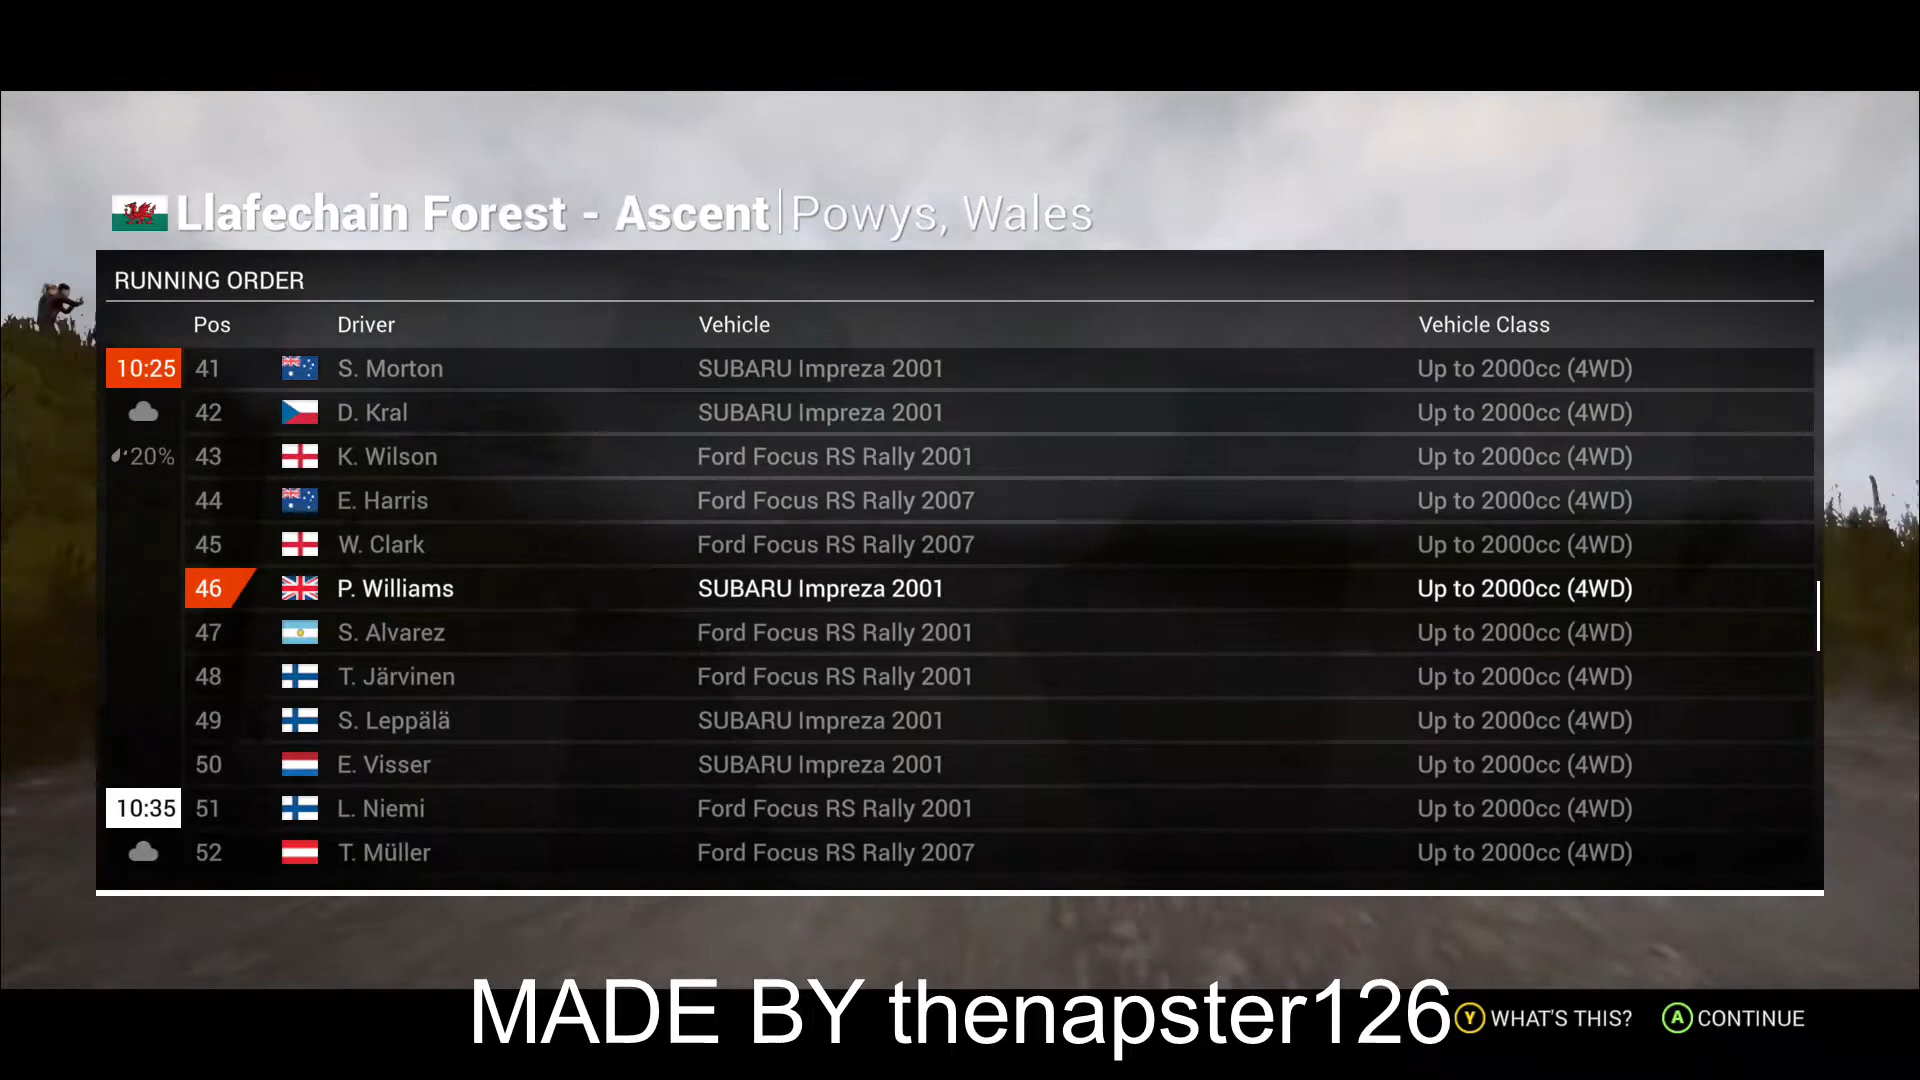 Llafechain Forest - Ascent|Powys, Wales
RUNNING ORDER
Pos Driver Vehicle Vehicle Class
10:25 41 S. Morton SUBARU Impreza 2001 Up to 2000cc (4WD)
42 D. Kral SUBARU Impreza 2001 Up to 2000cc (4WD)
20% 43 K. Wilson Ford Focus RS Rally 2001 Up to 2000cc (4WD)
44 E. Harris Ford Focus RS Rally 2007 Up to 2000cc (4WD)
45 W. Clark Ford Focus RS Rally 2007 Up to 2000cc (4WD)
46 P. Williams SUBARU Impreza 2001 Up to 2000cc (4WD)
47 S. Alvarez Ford Focus RS Rally 2001 Up to 2000cc (4WD)
48 T. Järvinen Ford Focus RS Rally 2001 Up to 2000cc (4WD)
49 S. Leppälä SUBARU Impreza 2001 Up to 2000cc (4WD)
50 E. Visser SUBARU Impreza 2001 Up to 2000cc (4WD)
10:35 51 L. Niemi Ford Focus RS Rally 2001 Up to 2000cc (4WD)
52 T. Müller Ford Focus RS Rally 2007 Up to 2000cc (4WD)
MADE BY thenapster126 Y WHAT'S THIS? A CONTINUE